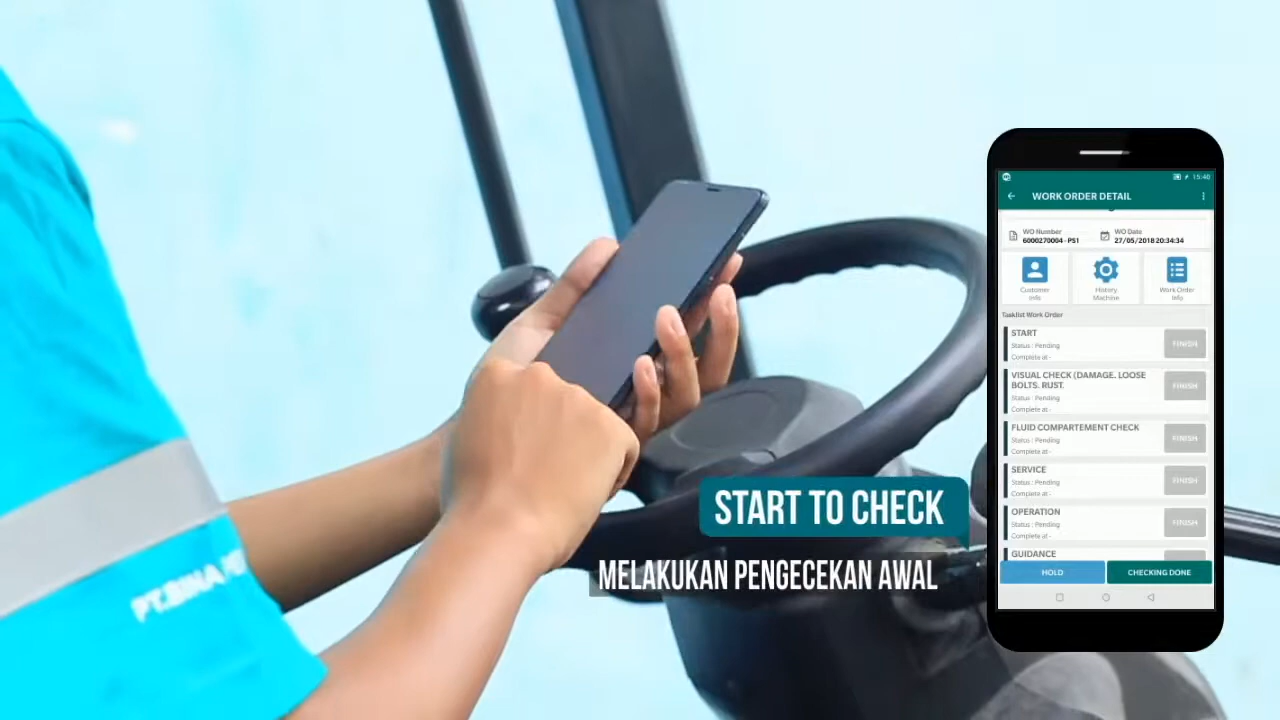 15:40
WORK ORDER DETAIL
WO Number
6000270004 - PS1
WO Date
27/05/2018 20:34:34
Customer
Info
History
Machine
Work Order
Info
Tasklist Work Order
START
Status : Pending
Complete at -
FINISH
VISUAL CHECK (DAMAGE. LOOSE
BOLTS. RUST.
Status : Pending
Complete at -
FINISH
FLUID COMPARTEMENT CHECK
Status : Pending
Complete at -
FINISH
SERVICE
Status : Pending
Complete at -
FINISH
OPERATION
Status : Pending
Complete at -
FINISH
GUIDANCE
HOLD
CHECKING DONE
START TO CHECK
MELAKUKAN PENGECEKAN AWAL
PT.BINA